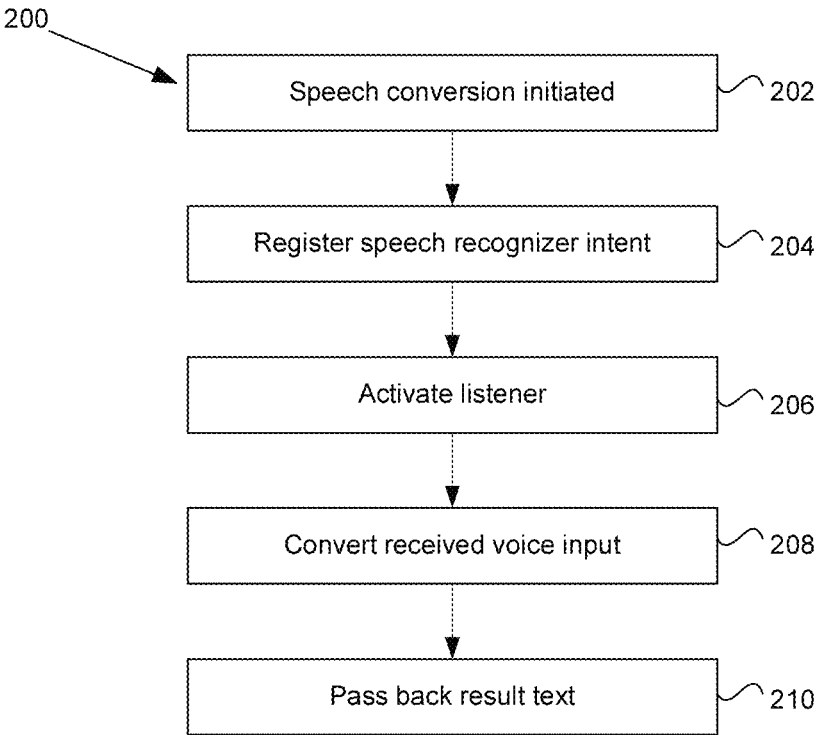 200
Speech conversion initiated
202
Register speech recognizer intent
204
Activate listener
206
Convert received voice input
208
Pass back result text
210